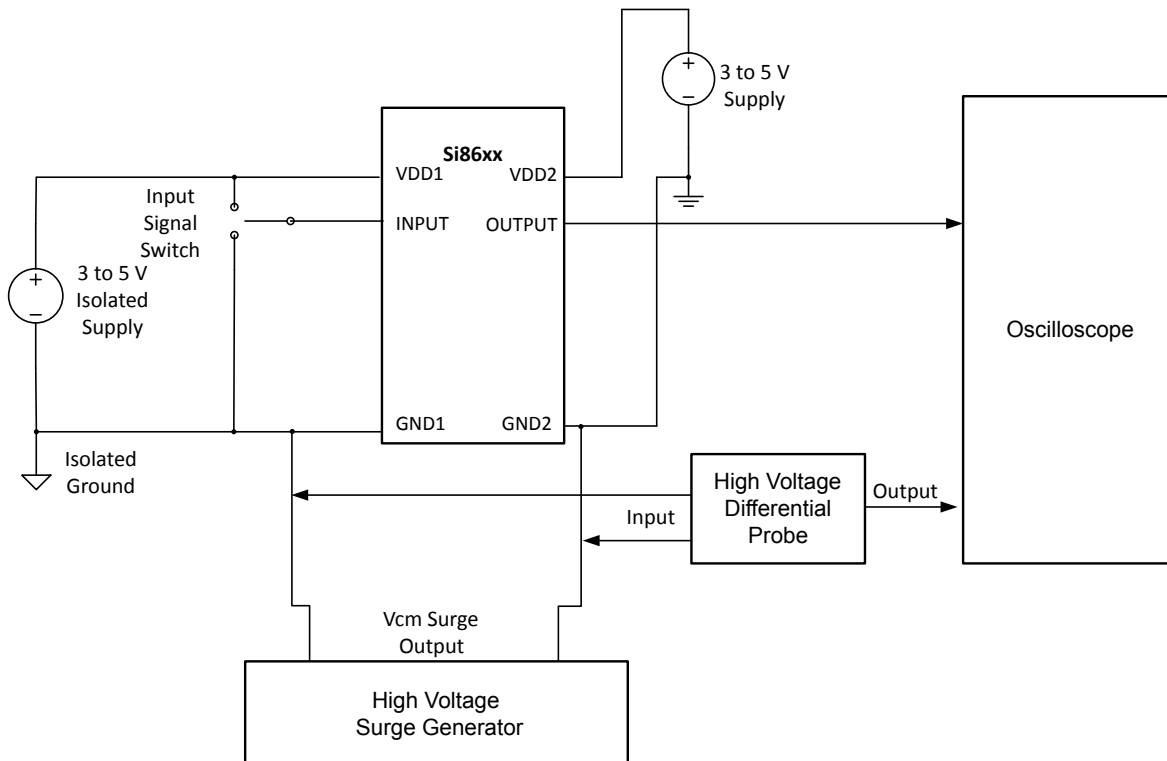 3 to 5 V
Supply
Si86xx
VDD1
VDD2
Input
Signal
Switch
INPUT
OUTPUT
+
−
3 to 5 V
Isolated
Supply
+
−
Oscilloscope
GND1
GND2
Isolated
Ground
High Voltage
Differential
Probe
Input
Output
Vcm Surge
Output
High Voltage
Surge Generator